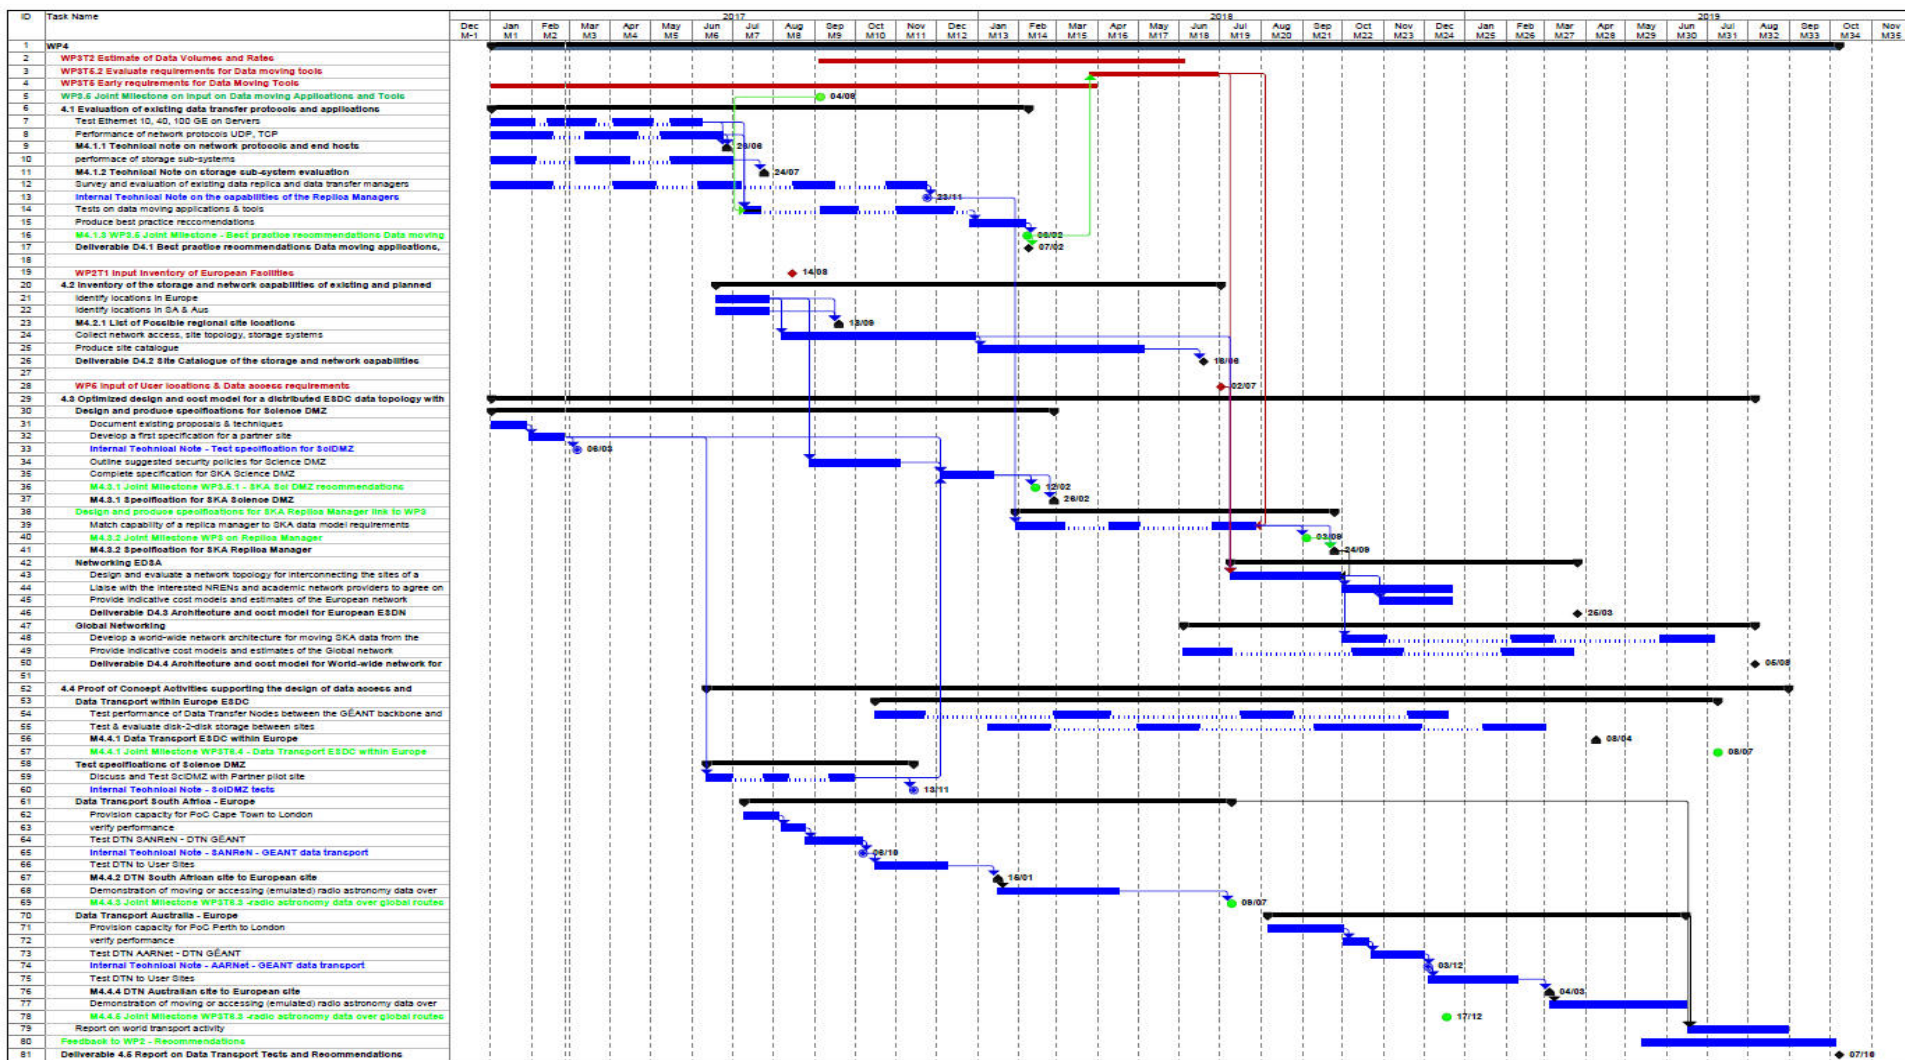 ID Task Name
2017 2018 2019
Dec Jan Feb Mar Apr May Jun Jul Aug Sep Oct Nov Dec Jan Feb Mar Apr May Jun Jul Aug Sep Oct Nov Dec Jan Feb Mar Apr May Jun Jul Aug Sep Oct Nov
M-1 M1 M2 M3 M4 M5 M6 M7 M8 M9 M10 M11 M12 M13 M14 M15 M16 M17 M18 M19 M20 M21 M22 M23 M24 M25 M26 M27 M28 M29 M30 M31 M32 M33 M34 M35
1 WP4
2 WP3T2 Estimate of Data Volumes and Rates
3 WP3T5.2 Evaluate requirements for Data moving tools
4 WP3T5 Early requirements for Data Moving Tools
5 WP3.5 Joint Milestone on Input on Data moving Applications and Tools 04/09
6 4.1 Evaluation of existing data transfer protocols and applications
7 Test Ethernet 10, 40, 100 GE on Servers
8 Performance of network protocols UDP, TCP
9 M4.1.1 Technical note on network protocols and end hosts 26/06
10 performace of storage sub-systems
11 M4.1.2 Technical Note on storage sub-system evaluation 24/07
12 Survey and evaluation of existing data replica and data transfer managers
13 Internal Technical Note on the capabilities of the Replica Managers 23/11
14 Tests on data moving applications & tools
15 Produce best practice reccomendations
16 M4.1.3 WP3.5 Joint Milestone - Best practice recommendations Data moving 06/02
17 Deliverable D4.1 Best practice recommendations Data moving applications, 07/02
18
19 WP2T1 Input Inventory of European Facilities 14/08
20 4.2 Inventory of the storage and network capabilities of existing and planned
21 Identify locations in Europe
22 Identify locations in SA & Aus
23 M4.2.1 List of Possible regional site locations 18/09
24 Collect network access, site topology, storage systems
25 Produce site catalogue
26 Deliverable D4.2 Site Catalogue of the storage and network capabilities 18/06
27
28 WP5 Input of User locations & Data access requirements 02/07
29 4.3 Optimized design and cost model for a distributed ESDC data topology with
30 Design and produce specifications for Science DMZ
31 Document existing proposals & techniques
32 Develop a first specification for a partner site
33 Internal Technical Note - Test specification for SciDMZ 06/03
34 Outline suggested security policies for Science DMZ
35 Complete specification for SKA Science DMZ
36 M4.3.1 Joint Milestone WP3.5.1 - SKA Sci DMZ recommendations 12/02
37 M4.3.1 Specification for SKA Science DMZ 26/02
38 Design and produce specifications for SKA Replica Manager link to WP3
39 Match capability of a replica manager to SKA data model requirements
40 M4.3.2 Joint Milestone WP3 on Replica Manager 03/09
41 M4.3.2 Specification for SKA Replica Manager 24/09
42 Networking EDSA
43 Design and evaluate a network topology for interconnecting the sites of a
44 Liaise with the interested NRENs and academic network providers to agree on
45 Provide indicative cost models and estimates of the European network
46 Deliverable D4.3 Architecture and cost model for European ESDN 25/03
47 Global Networking
48 Develop a world-wide network architecture for moving SKA data from the
49 Provide indicative cost models and estimates of the Global network
50 Deliverable D4.4 Architecture and cost model for World-wide network for 05/08
51
52 4.4 Proof of Concept Activities supporting the design of data access and
53 Data Transport within Europe ESDC
54 Test performance of Data Transfer Nodes between the GÉANT backbone and
55 Test & evaluate disk-2-disk storage between sites
56 M4.4.1 Data Transport ESDC within Europe 08/04
57 M4.4.1 Joint Milestone WP3T6.4 - Data Transport ESDC within Europe 08/07
58 Test specifications of Science DMZ
59 Discuss and Test SciDMZ with Partner pilot site
60 Internal Technical Note - SciDMZ tests 13/11
61 Data Transport South Africa - Europe
62 Provision capacity for PoC Cape Town to London
63 verify performance
64 Test DTN SANReN - DTN GÉANT
65 Internal Technical Note - SANReN - GEANT data transport 06/10
66 Test DTN to User Sites
67 M4.4.2 DTN South African site to European site 15/01
68 Demonstration of moving or accessing (emulated) radio astronomy data over
69 M4.4.3 Joint Milestone WP3T6.3 -radio astronomy data over global routes 09/07
70 Data Transport Australia - Europe
71 Provision capacity for PoC Perth to London
72 verify performance
73 Test DTN AARNet - DTN GÉANT
74 Internal Technical Note - AARNet - GEANT data transport 03/12
75 Test DTN to User Sites
76 M4.4.4 DTN Australian site to European site 04/03
77 Demonstration of moving or accessing (emulated) radio astronomy data over
78 M4.4.5 Joint Milestone WP3T6.3 -radio astronomy data over global routes 17/12
79 Report on world transport activity
80 Feedback to WP2 - Recommendations
81 Deliverable 4.5 Report on Data Transport Tests and Recommendations 07/10